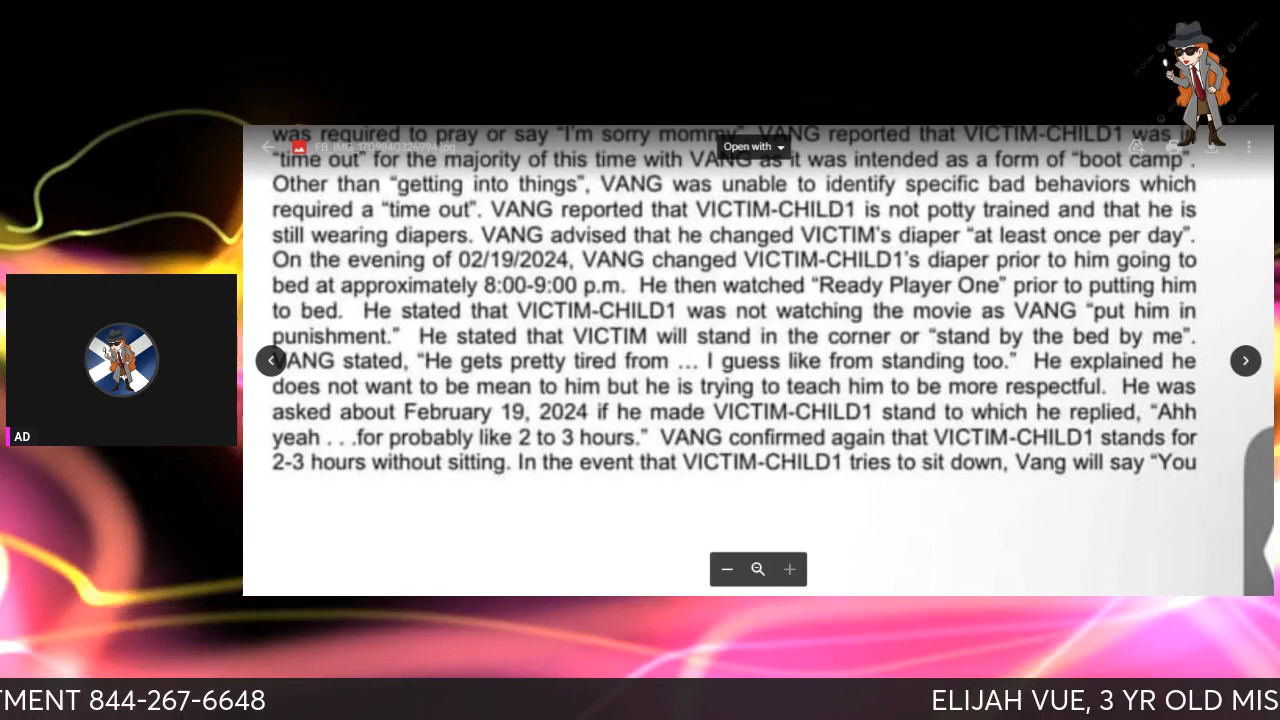 was required to pray or say “I'm sorry mommy”. VANG reported that VICTIM-CHILD1 was
FB_IMG_1709840326994.jpg
Open with
“time out” for the majority of this time with VANG as it was intended as a form of “boot camp”.
Other than “getting into things”, VANG was unable to identify specific bad behaviors which
required a “time out”. VANG reported that VICTIM-CHILD1 is not potty trained and that he is
still wearing diapers. VANG advised that he changed VICTIM's diaper “at least once per day”.
On the evening of 02/19/2024, VANG changed VICTIM-CHILD1's diaper prior to him going to
bed at approximately 8:00-9:00 p.m. He then watched “Ready Player One” prior to putting him
to bed. He stated that VICTIM-CHILD1 was not watching the movie as VANG “put him in
punishment.” He stated that VICTIM will stand in the corner or “stand by the bed by me”.
VANG stated, “He gets pretty tired from … I guess like from standing too.” He explained he
does not want to be mean to him but he is trying to teach him to be more respectful. He was
asked about February 19, 2024 if he made VICTIM-CHILD1 stand to which he replied, “Ahh
yeah . . .for probably like 2 to 3 hours.” VANG confirmed again that VICTIM-CHILD1 stands for
2-3 hours without sitting. In the event that VICTIM-CHILD1 tries to sit down, Vang will say “You
AD
TMENT 844-267-6648
ELIJAH VUE, 3 YR OLD MIS